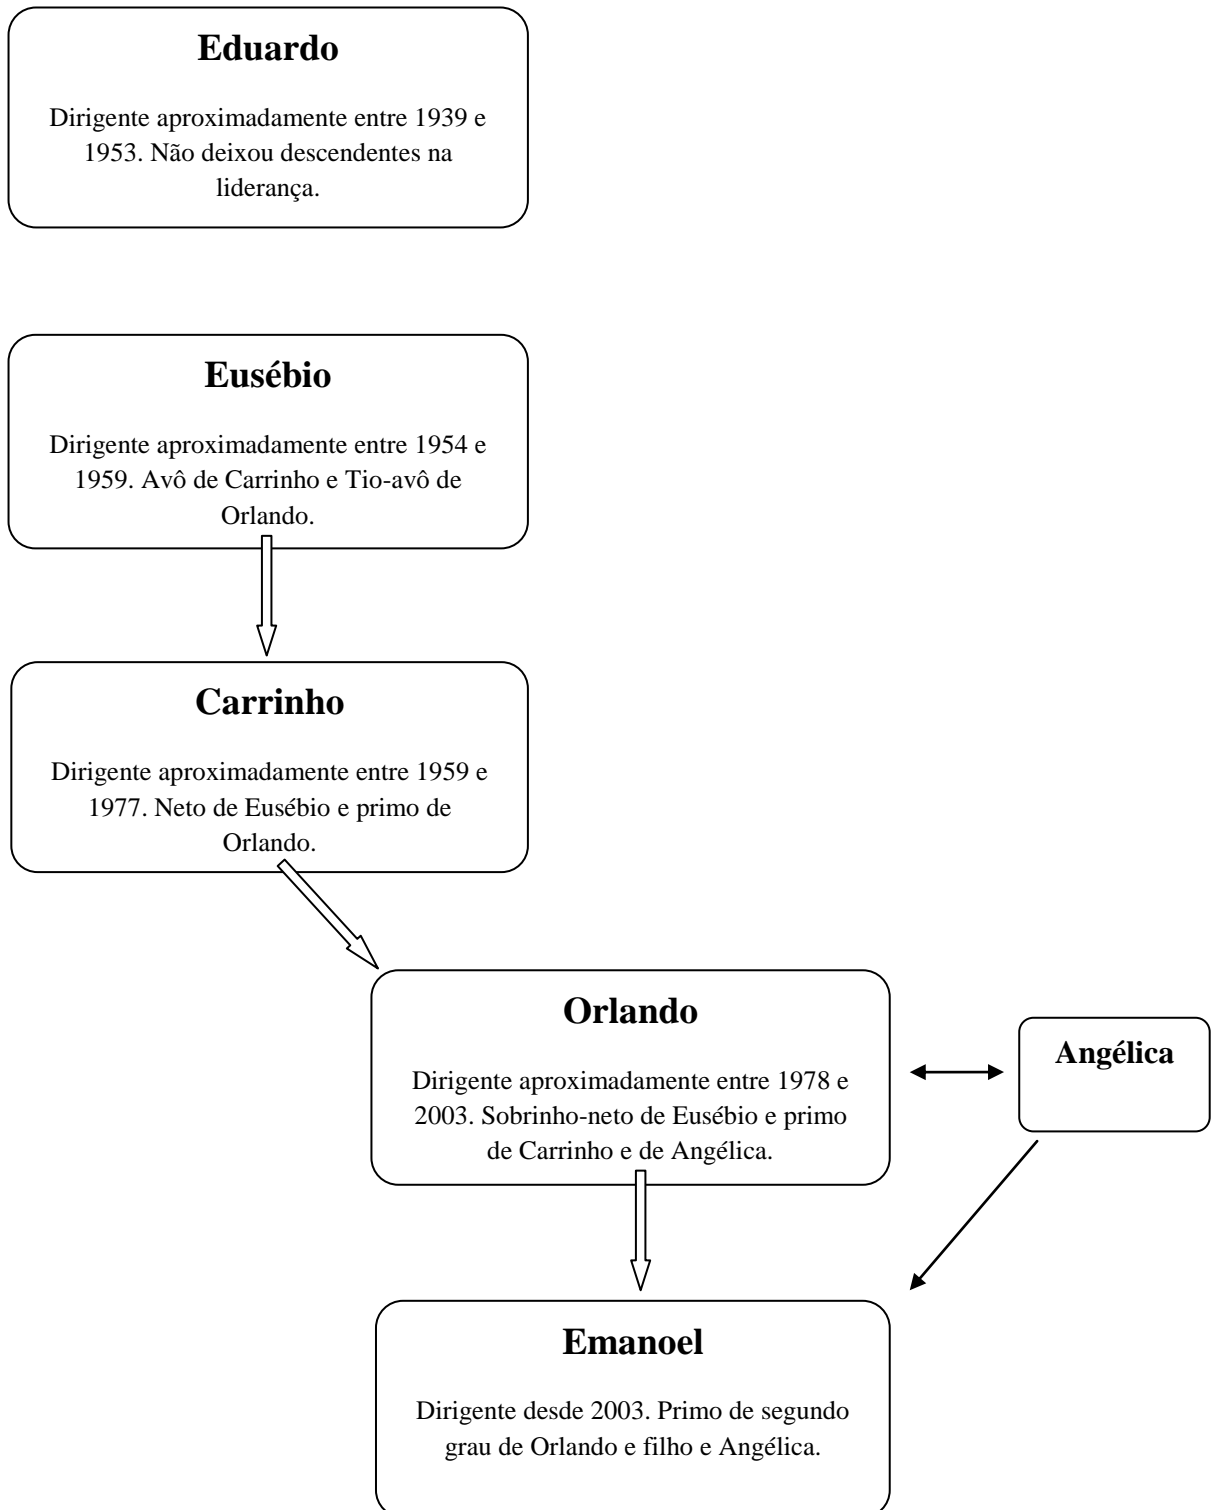 Eduardo
Dirigente aproximadamente entre 1939 e
1953. Não deixou descendentes na
liderança.
Eusébio
Dirigente aproximadamente entre 1954 e
1959. Avô de Carrinho e Tio-avô de
Orlando.
Carrinho
Dirigente aproximadamente entre 1959 e
1977. Neto de Eusébio e primo de
Orlando.
Orlando
Dirigente aproximadamente entre 1978 e
2003. Sobrinho-neto de Eusébio e primo
de Carrinho e de Angélica.
Angélica
Emanoel
Dirigente desde 2003. Primo de segundo
grau de Orlando e filho e Angélica.